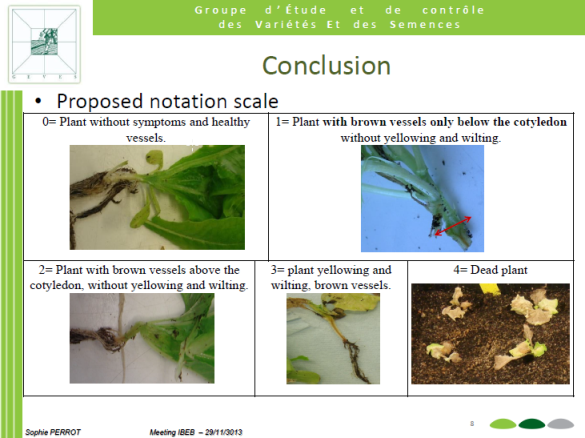 Groupe d'Étude et de contrôle
des Variétés Et des Semences
G E V E S
Conclusion
• Proposed notation scale
0= Plant without symptoms and healthy
vessels.
1= Plant with brown vessels only below the cotyledon
without yellowing and wilting.
2= Plant with brown vessels above the
cotyledon, without yellowing and wilting.
3= plant yellowing and
wilting, brown vessels.
4= Dead plant
Sophie PERROT
Meeting IBEB – 29/11/3013
8